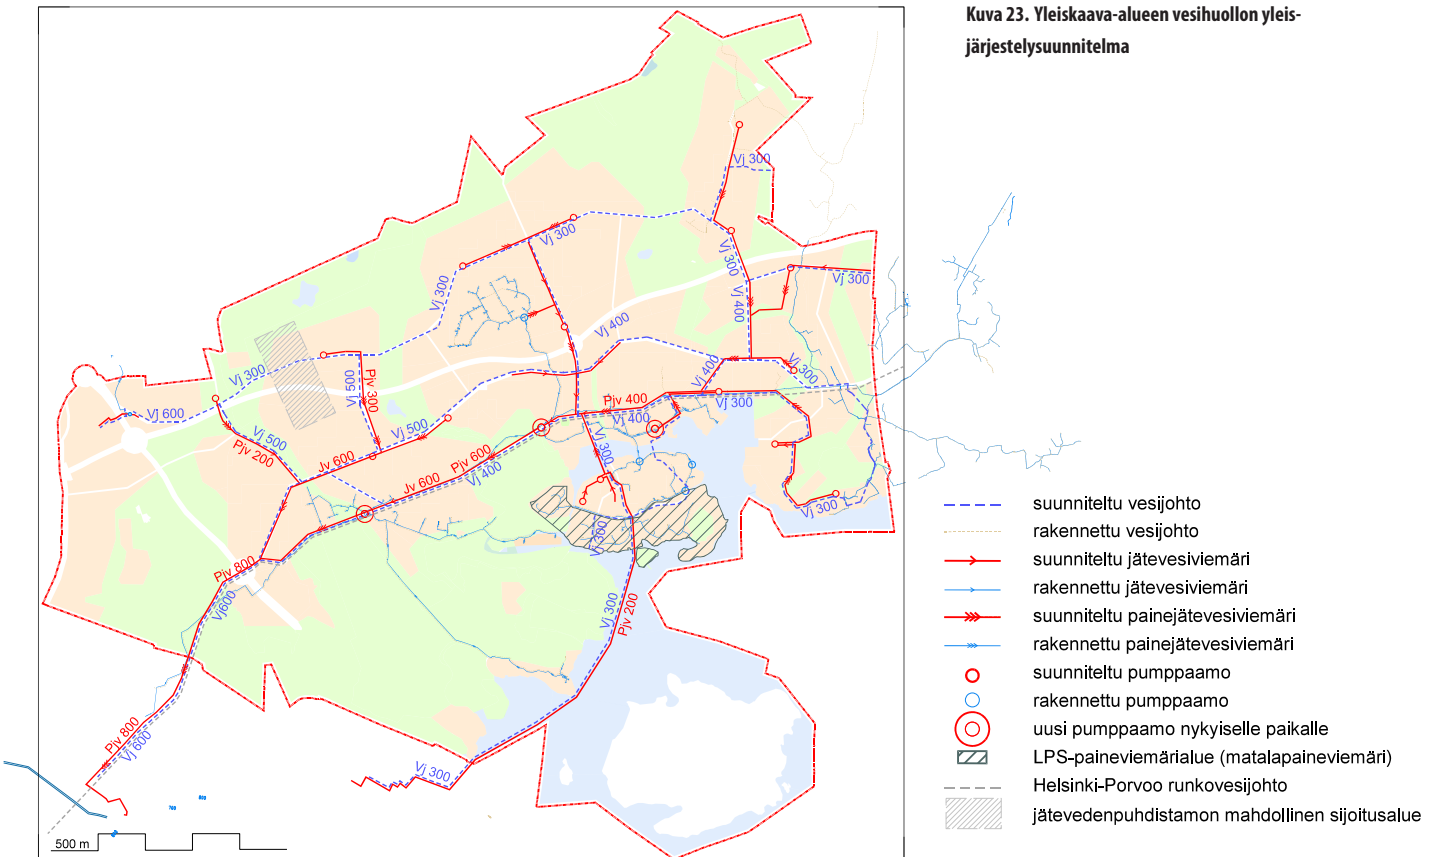 Kuva 23. Yleiskaava-alueen vesihuollon yleis-
järjestelysuunnitelma
Vj 300
Vj 300
Vj 300
Vj 400
Vj 300
Vj 300
Vj 400
Vj 300
Vj 500
Pjv 300
Vj 400
Vj 300
Pjv 400
Vj 300
Vj 400
Vj 600
Vj 500
Pjv 200
Vj 500
Jv 600
Pjv 600
Vj 400
Jv 600
Vj 300
Vj 300
Vj 300
Pjv 800
Vj600
Vj 300
Pjv 200
Pjv 800
Vj 600
Vj 300
500 m
suunniteltu vesijohto
rakennettu vesijohto
suunniteltu jätevesiviemäri
rakennettu jätevesiviemäri
suunniteltu painejätevesiviemäri
rakennettu painejätevesiviemäri
suunniteltu pumppaamo
rakennettu pumppaamo
uusi pumppaamo nykyiselle paikalle
LPS-paineviemärialue (matalapaineviemäri)
Helsinki-Porvoo runkovesijohto
jätevedenpuhdistamon mahdollinen sijoitusalue